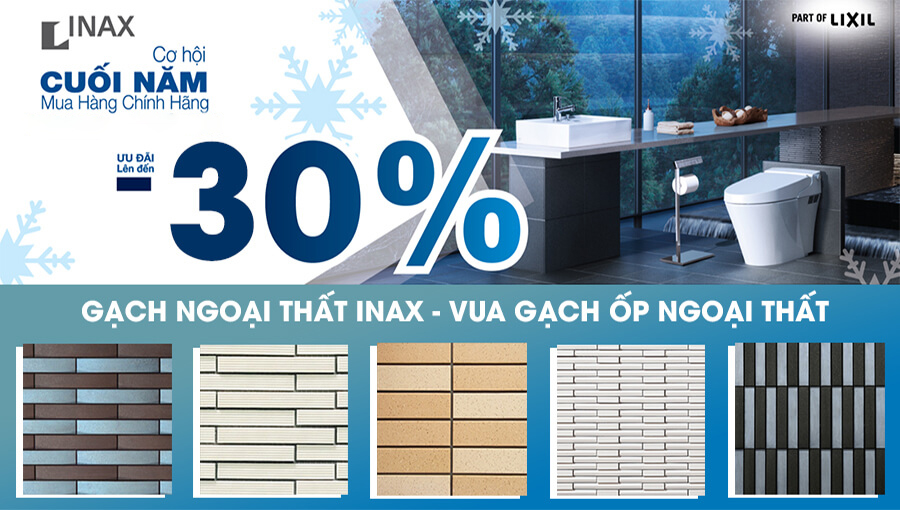 INAX
PART OF LIXIL
Cơ hội
CUỐI NĂM
Mua Hàng Chính Hãng
ƯU ĐÃI
Lên đến
-30%
GẠCH NGOẠI THẤT INAX - VUA GẠCH ỐP NGOẠI THẤT